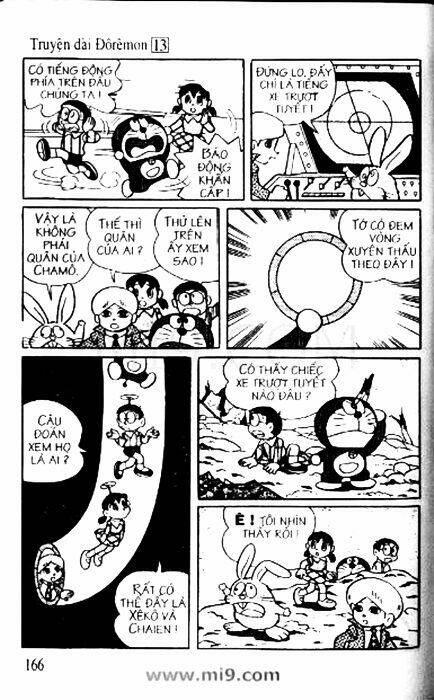 Truyện dài Đôrêmon 13
CÓ TIẾNG ĐỘNG
PHÍA TRÊN ĐẦU
CHÚNG TA!
BÁO
ĐỘNG
KHẨN
CẤP!
ĐỪNG LO, ĐẤY
CHỈ LÀ TIẾNG
XE TRƯỢT
TUYẾT!
VẬY LÀ
KHÔNG
PHẢI
QUÂN CỦA
CHAMÔ.
THẾ THÌ
QUÂN
CỦA AI?
THỬ LÊN
TRÊN
ẤY XEM
SAO!
TỚ CÓ ĐEM
VÒNG
XUYÊN THẤU
THEO ĐÂY!
CẬU
ĐOÁN
XEM HỌ
LÀ AI?
RẤT CÓ
THỂ ĐẤY LÀ
XÊKÔ VÀ
CHAIEN!
CÓ THẤY CHIẾC
XE TRƯỢT TUYẾT
NÀO ĐÂU?
Ê! TÔI NHÌN
THẤY RỒI!
166
www.mi9.com